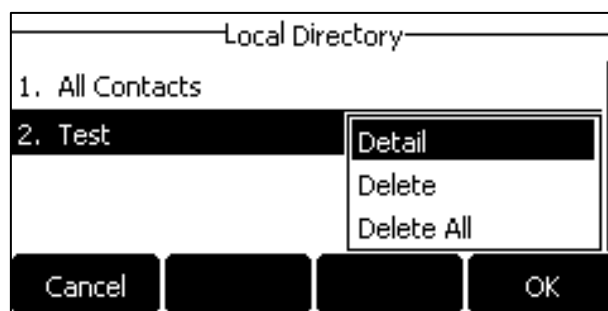 Local Directory
1. All Contacts
2. Test
Detail
Delete
Delete All
Cancel OK